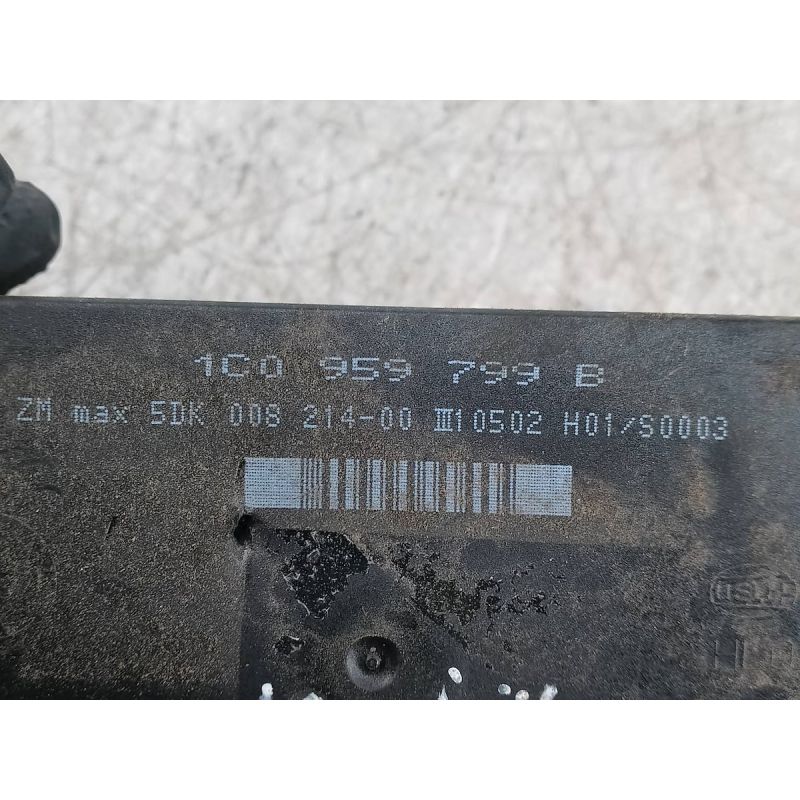 1C0 959 799 B
ZM max 5DK 008 214-00 III10502 H01/S0003